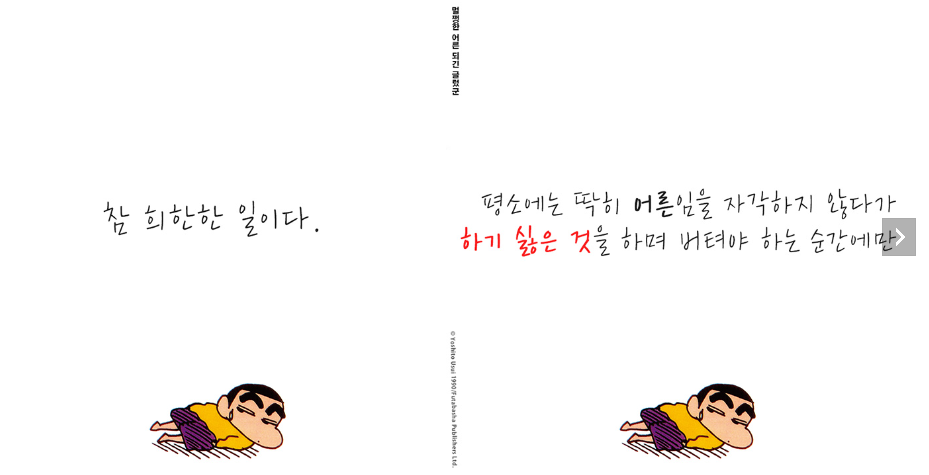 참 희한한 일이다.
멀쩡한 어른 되긴 글렀군
© Yoshito Usui 1990/Futabasha Publishers Ltd.
평소에는 딱히 어른임을 자각하지 않다가
하기 싫은 것을 하며 버텨야 하는 순간에만